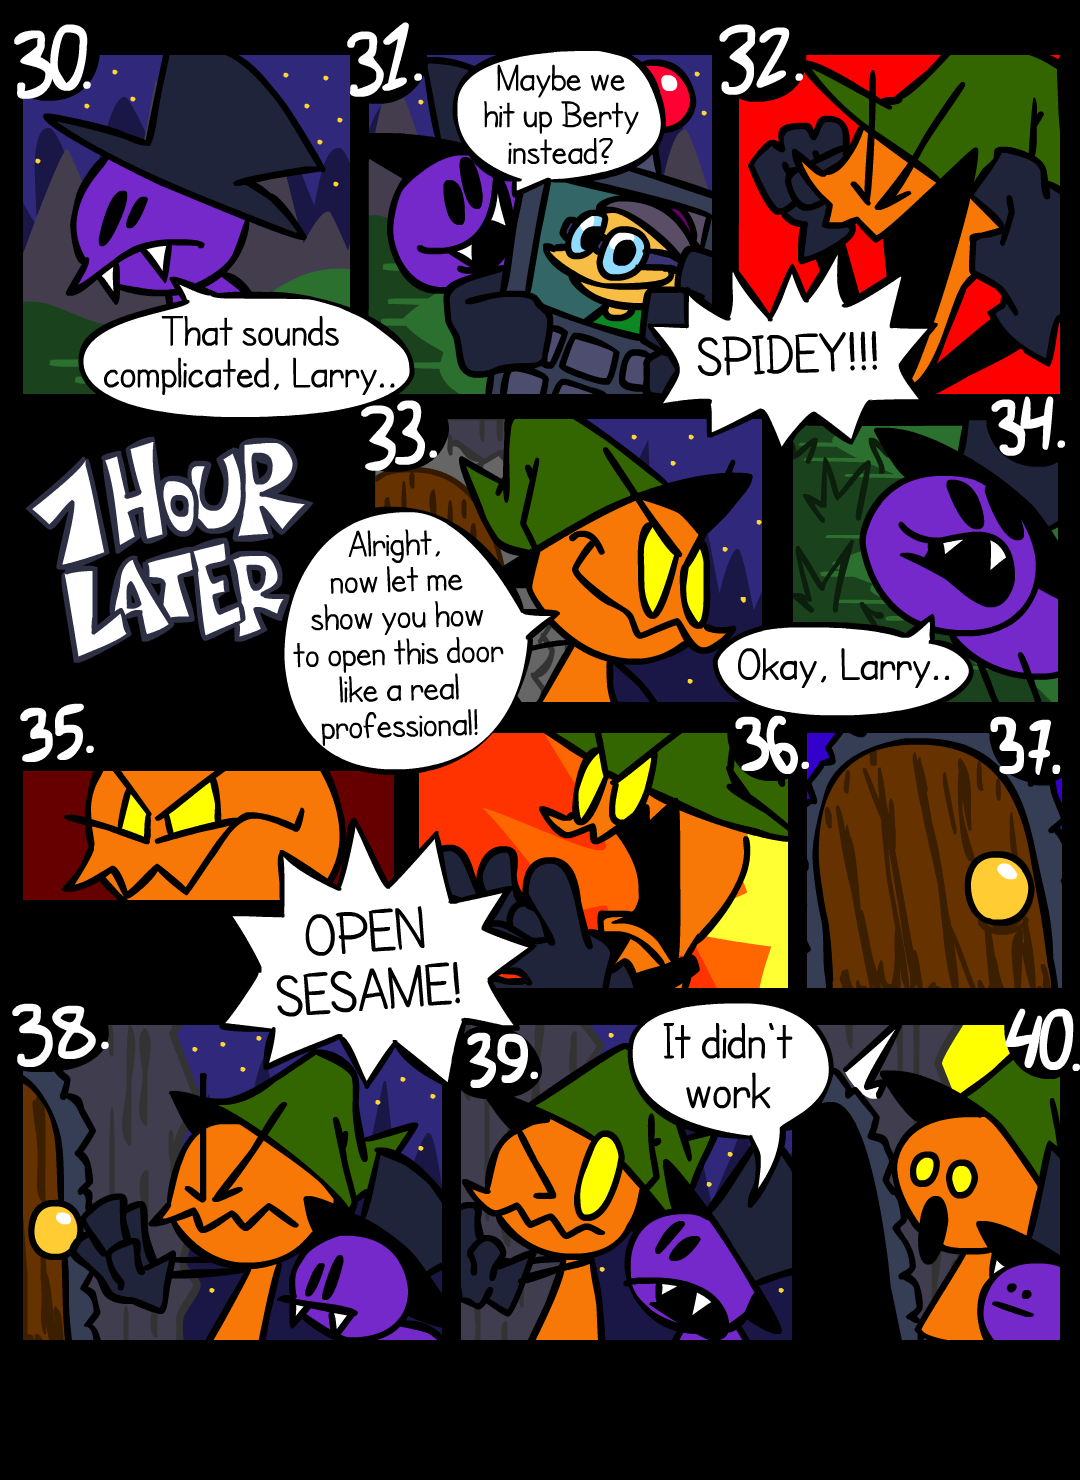 30.
That sounds
complicated, Larry..
31.
Maybe we
hit up Berty
instead?
32.
SPIDEY!!!
1 HOUR
LATER
33.
Alright,
now let me
show you how
to open this door
like a real
professional!
34.
Okay, Larry..
35.
OPEN
SESAME!
36.
37.
38.
39.
It didn't
work
40.